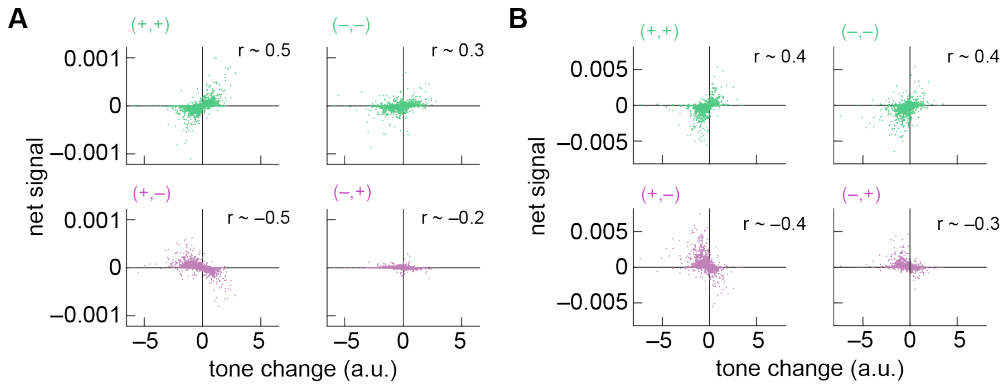 A
(+,+)
(−,−)
r ~ 0.5
r ~ 0.3
0.001
0
−0.001
(+,−)
(−,+)
r ~ −0.5
r ~ −0.2
0.001
0
−0.001
net signal
−5 0 5
−5 0 5
tone change (a.u.)
B
(+,+)
(−,−)
r ~ 0.4
r ~ 0.4
0.005
0
−0.005
(+,−)
(−,+)
r ~ −0.4
r ~ −0.3
0.005
0
−0.005
net signal
−5 0 5
−5 0 5
tone change (a.u.)